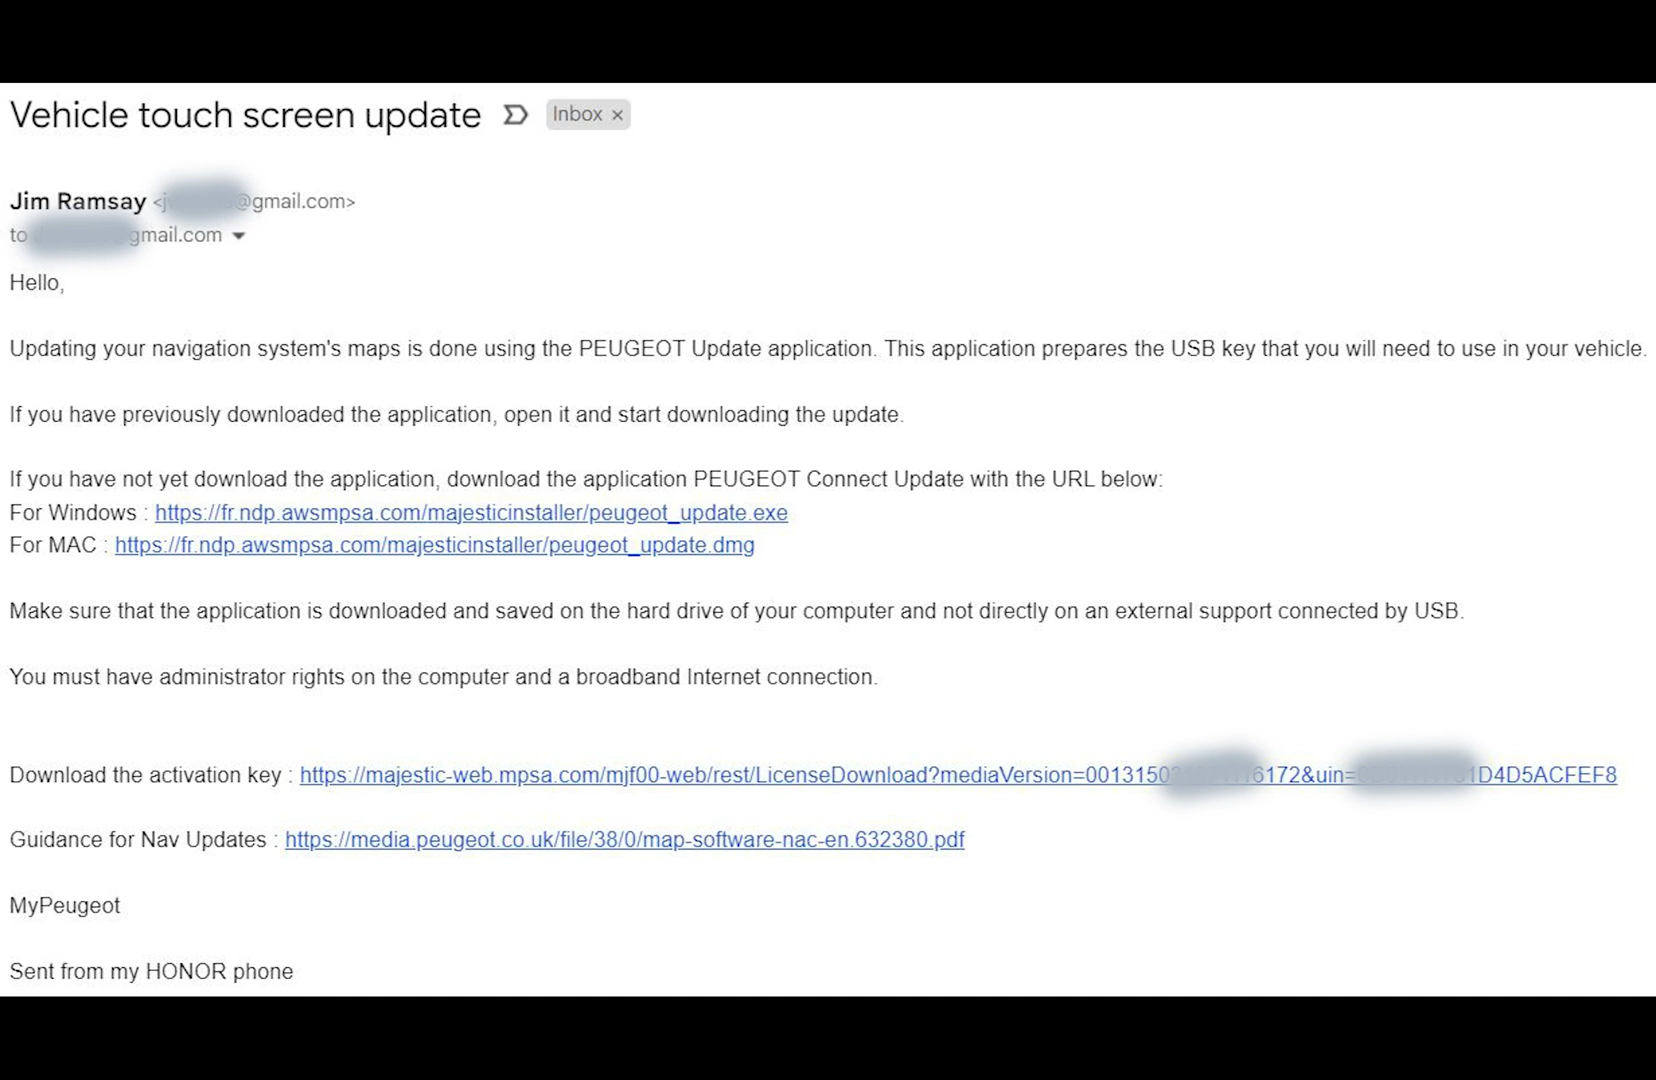 Vehicle touch screen update Inbox ×
Jim Ramsay <j @gmail.com>
to gmail.com
Hello,
Updating your navigation system's maps is done using the PEUGEOT Update application. This application prepares the USB key that you will need to use in your vehicle.
If you have previously downloaded the application, open it and start downloading the update.
If you have not yet download the application, download the application PEUGEOT Connect Update with the URL below:
For Windows : https://fr.ndp.awsmpsa.com/majesticinstaller/peugeot_update.exe
For MAC : https://fr.ndp.awsmpsa.com/majesticinstaller/peugeot_update.dmg
Make sure that the application is downloaded and saved on the hard drive of your computer and not directly on an external support connected by USB.
You must have administrator rights on the computer and a broadband Internet connection.
Download the activation key : https://majestic-web.mpsa.com/mjf00-web/rest/LicenseDownload?mediaVersion=00131503 6172&uin= 1D4D5ACFEF8
Guidance for Nav Updates : https://media.peugeot.co.uk/file/38/0/map-software-nac-en.632380.pdf
MyPeugeot
Sent from my HONOR phone